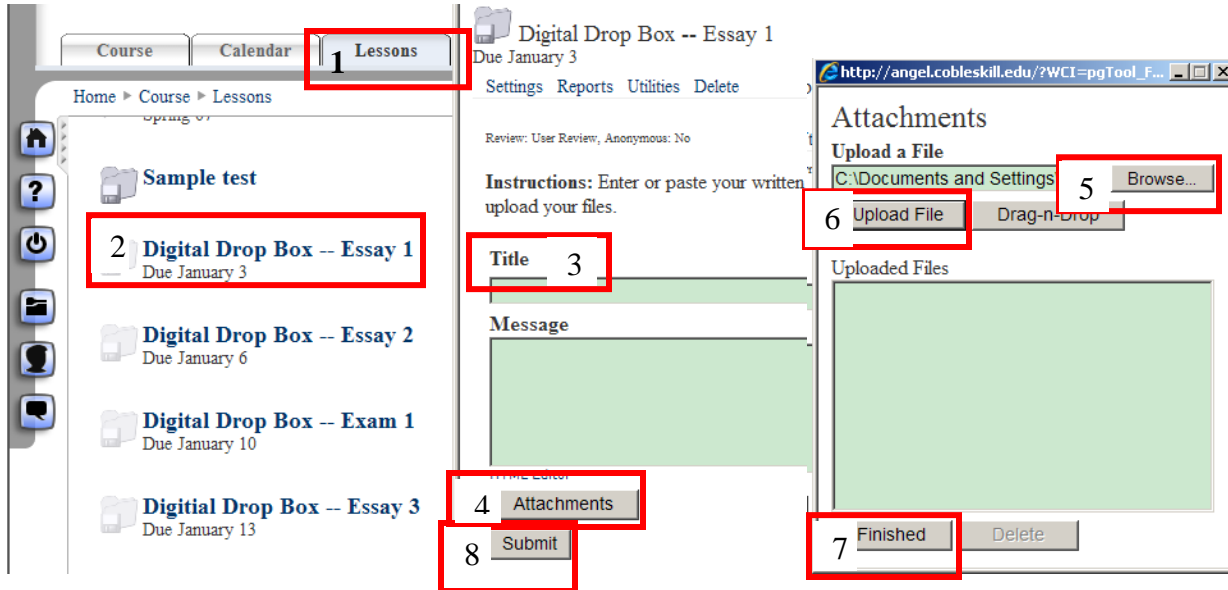 Course
Calendar
1
Lessons
Home ▶ Course ▶ Lessons
Spring 07
Sample test
2
Digital Drop Box -- Essay 1
Due January 3
Digital Drop Box -- Essay 2
Due January 6
Digital Drop Box -- Exam 1
Due January 10
Digitial Drop Box -- Essay 3
Due January 13
Digital Drop Box -- Essay 1
Due January 3
Settings Reports Utilities Delete
Review: User Review, Anonymous: No
Instructions: Enter or paste your written
upload your files.
Title
3
Message
HTML Editor
4
Attachments
8
Submit
http://angel.cobleskill.edu/?WCI=pgTool_F...
Attachments
Upload a File
C:\Documents and Settings\
5
Browse...
6
Upload File
Drag-n-Drop
Uploaded Files
7
Finished
Delete